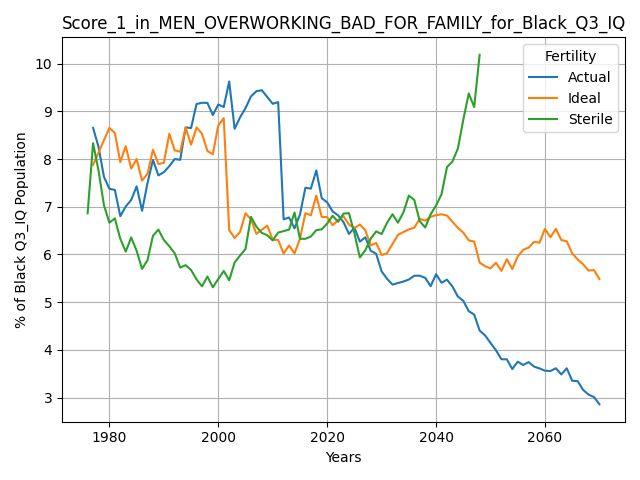 Score_1_in_MEN_OVERWORKING_BAD_FOR_FAMILY_for_Black_Q3_IQ
% of Black Q3_IQ Population
10
9
8
7
6
5
4
3
Fertility
Actual
Ideal
Sterile
1980 2000 2020 2040 2060
Years